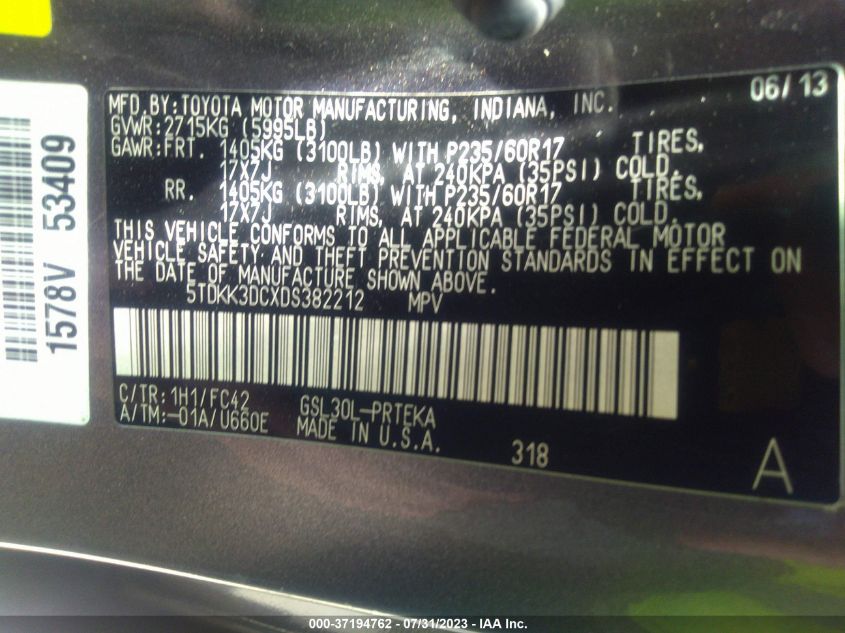 1578V 53409
06/13
MFD.BY:TOYOTA MOTOR MANUFACTURING, INDIANA, INC.
GVWR:2715KG (5995LB)
GAWR:FRT. 1405KG (3100LB) WITH P235/60R17 TIRES,
17X7J RIMS, AT 240KPA (35PSI) COLD.
RR. 1405KG (3100LB) WITH P235/60R17 TIRES,
17X7J RIMS, AT 240KPA (35PSI) COLD.
THIS VEHICLE CONFORMS TO ALL APPLICABLE FEDERAL MOTOR
VEHICLE SAFETY AND THEFT PREVENTION STANDARDS IN EFFECT ON
THE DATE OF MANUFACTURE SHOWN ABOVE.
5TDKK3DCXDS382212 MPV
C/TR:1H1/FC42 GSL30L-PRTEKA
A/TM:-01A/U660E MADE IN U.S.A.
318
A
000-37194762 - 07/31/2023 - IAA Inc.